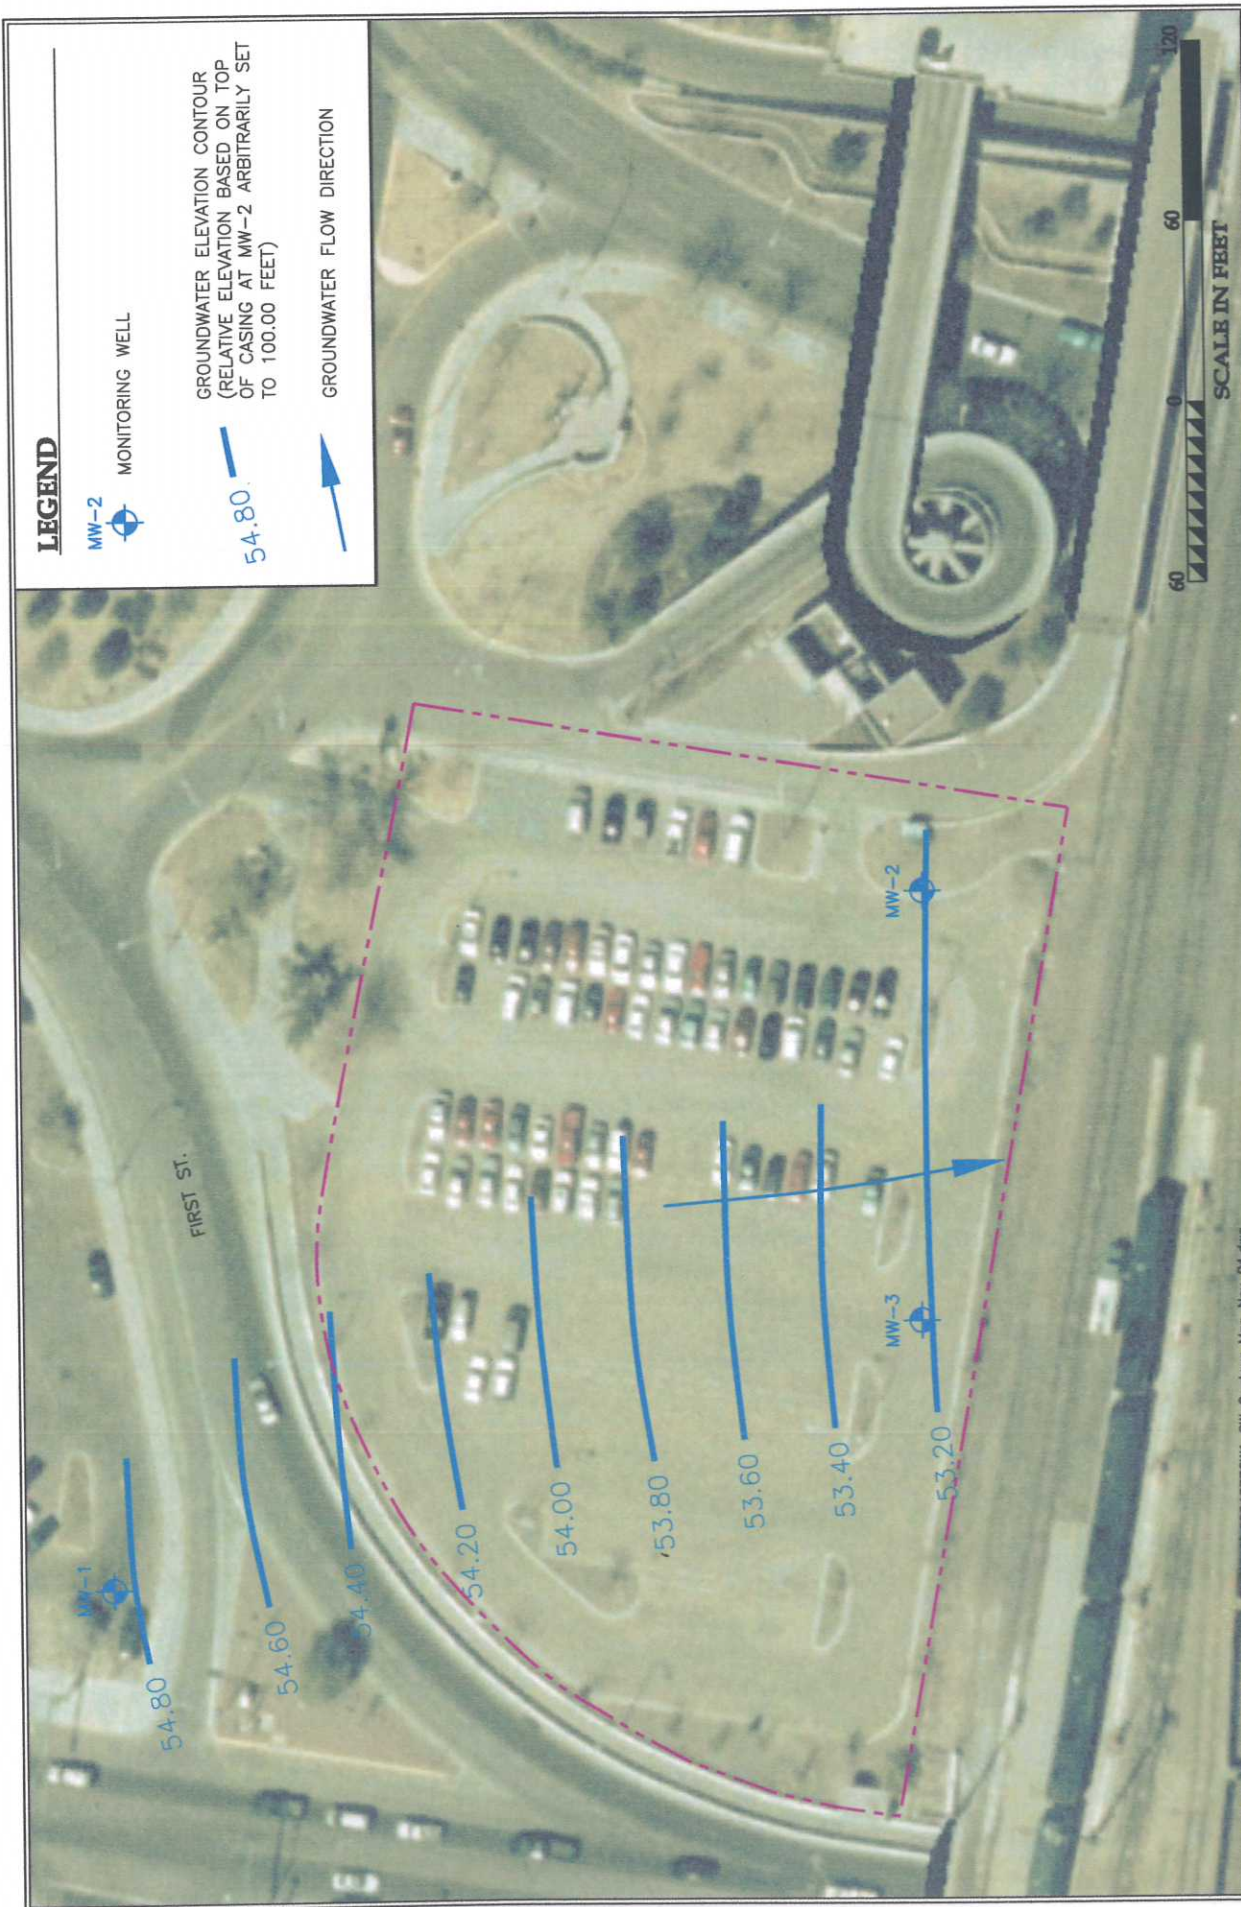 LEGEND
MW-2
MONITORING WELL
54.80
GROUNDWATER ELEVATION CONTOUR
(RELATIVE ELEVATION BASED ON TOP
OF CASING AT MW-2 ARBITRARILY SET
TO 100.00 FEET)
GROUNDWATER FLOW DIRECTION
FIRST ST.
MW-1
54.80
54.60
54.40
54.20
54.00
53.80
53.60
53.40
53.20
MW-3
MW-2
60
0
60
120
SCALE IN FEET